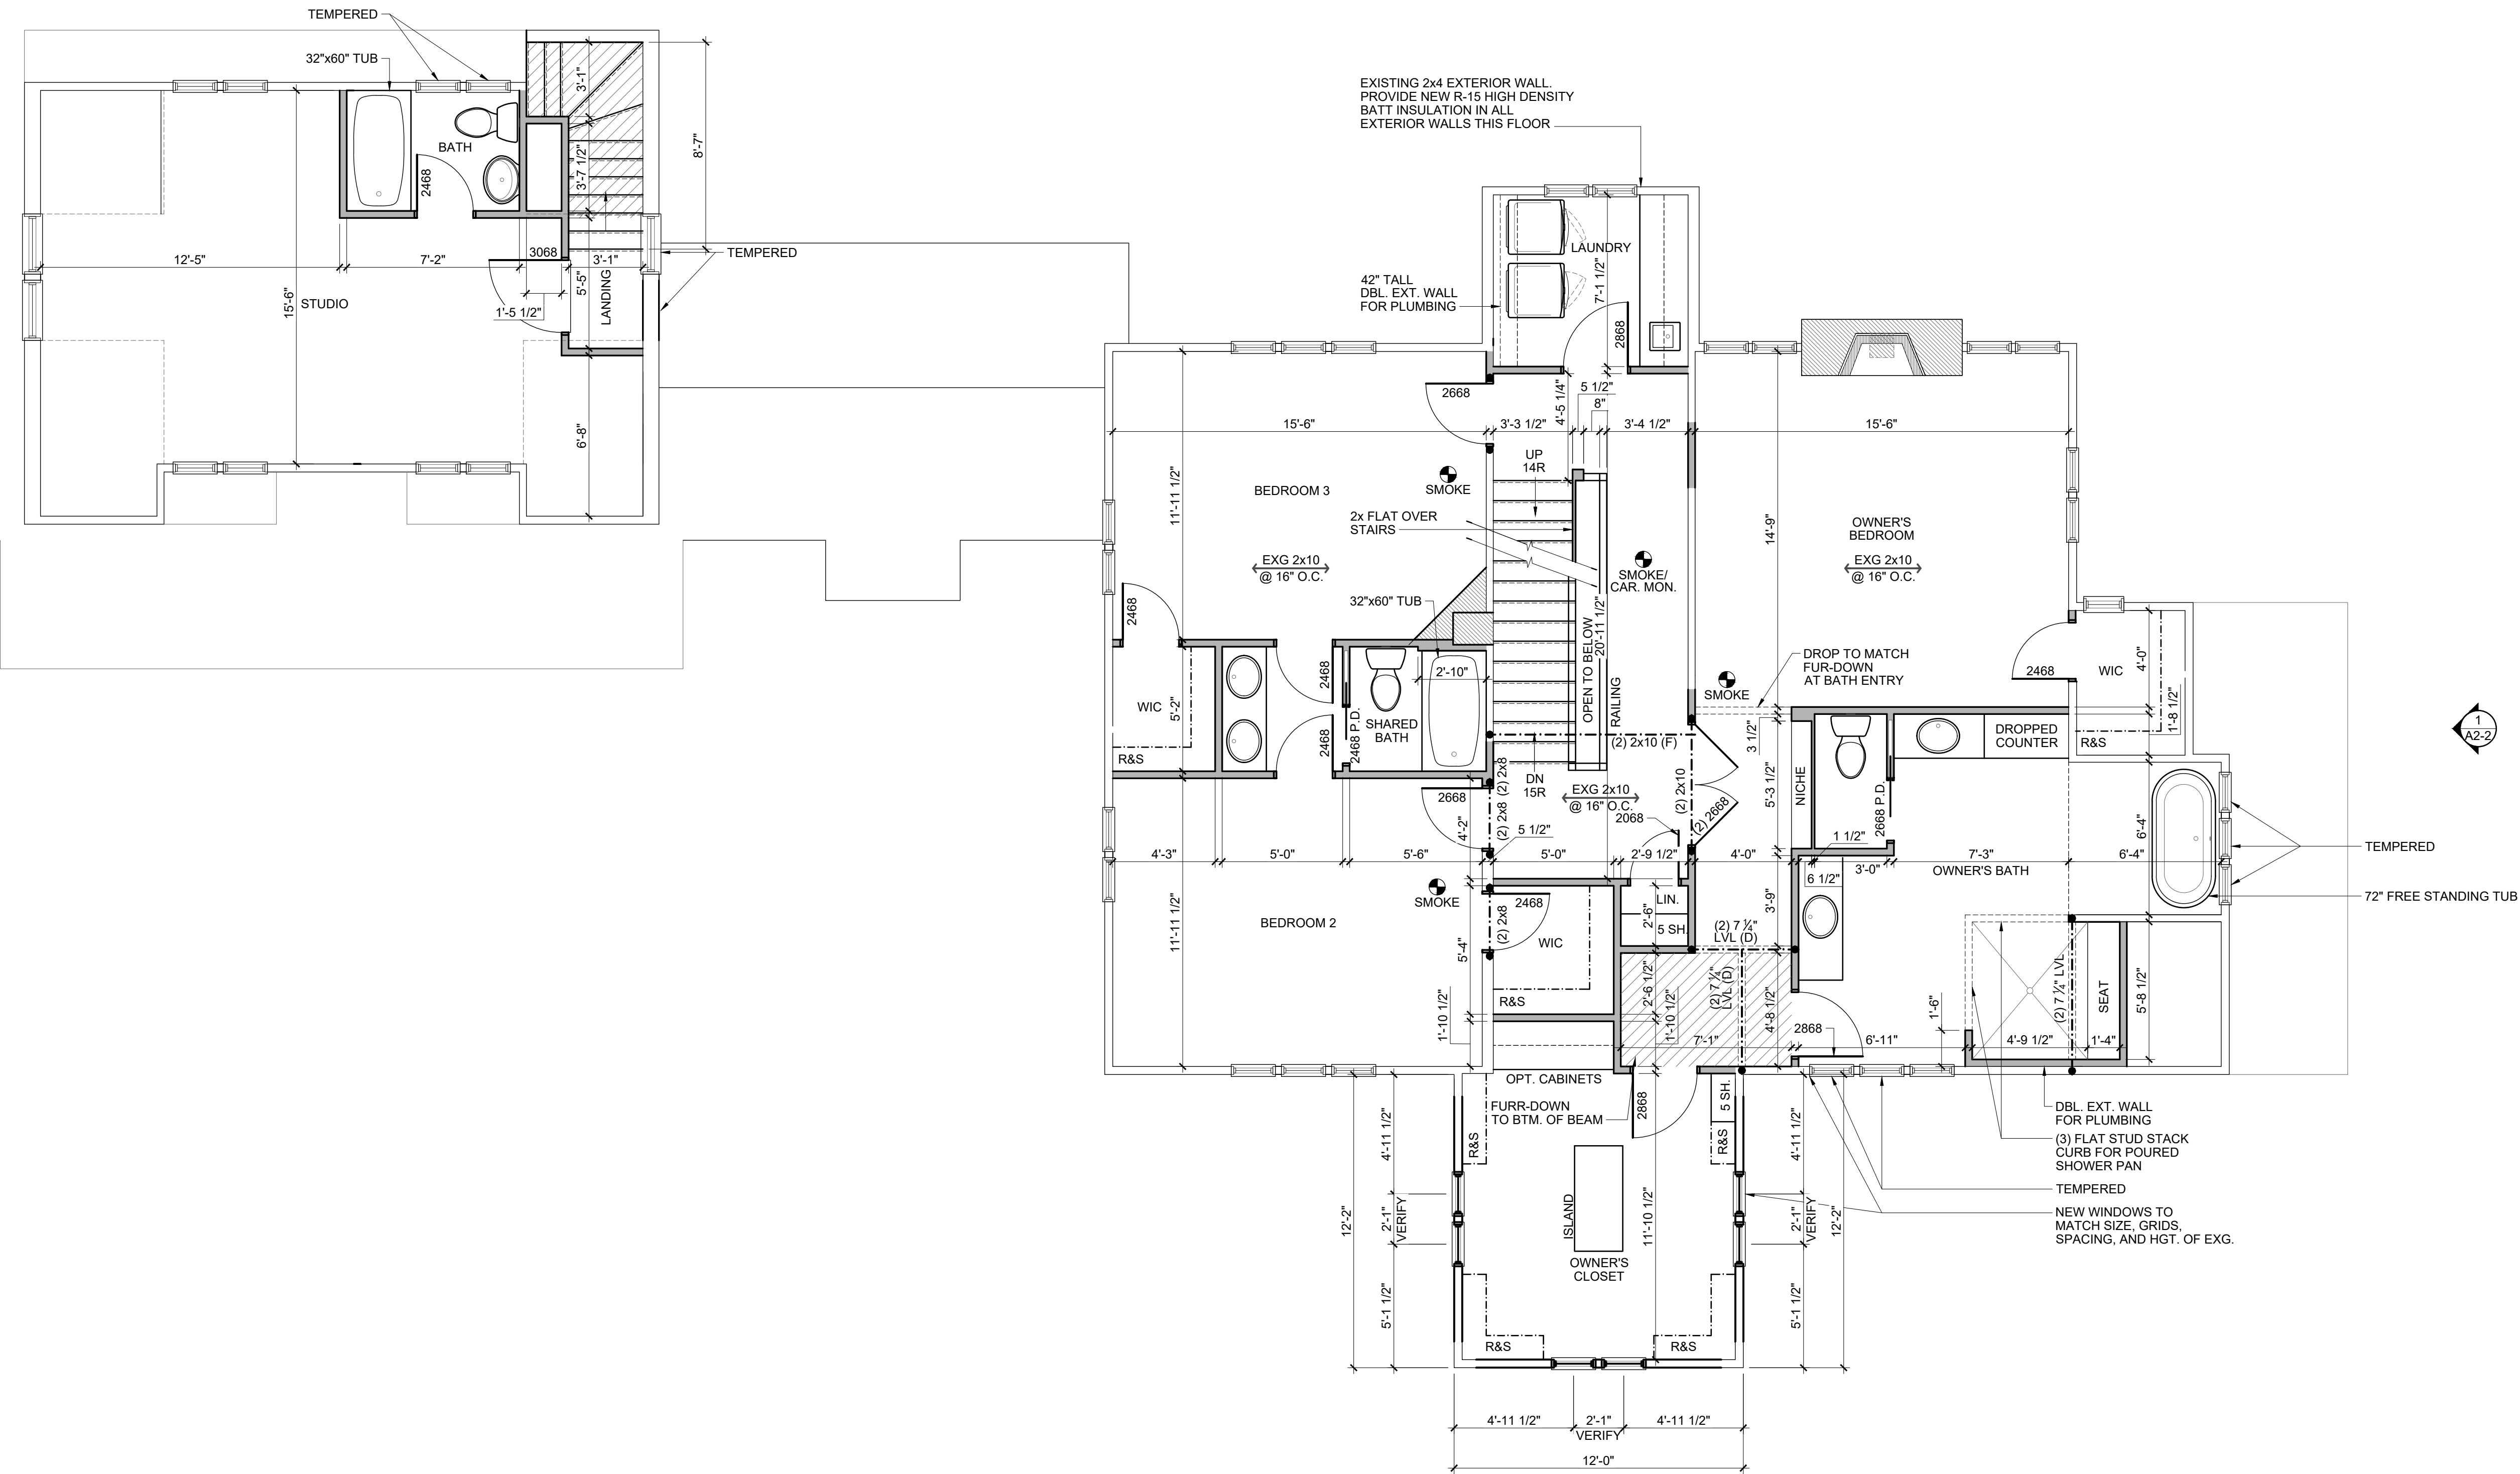 TEMPERED
32"x60" TUB
BATH
2468
3'-1"
3'-7 1/2"
8'-7"
12'-5"
7'-2"
3068
3'-1"
TEMPERED
15'-6"
STUDIO
1'-5 1/2"
5'-5"
LANDING
6'-8"
EXISTING 2x4 EXTERIOR WALL.
PROVIDE NEW R-15 HIGH DENSITY
BATT INSULATION IN ALL
EXTERIOR WALLS THIS FLOOR
LAUNDRY
7'-1 1/2"
42" TALL
DBL. EXT. WALL
FOR PLUMBING
2868
2668
4'-5 1/4"
5 1/2"
8"
15'-6"
3'-3 1/2"
3'-4 1/2"
15'-6"
UP
14R
11'-11 1/2"
BEDROOM 3
SMOKE
2x FLAT OVER
STAIRS
14'-9"
OWNER'S
BEDROOM
EXG 2x10
@ 16" O.C.
SMOKE/
CAR. MON.
EXG 2x10
@ 16" O.C.
2468
32"x60" TUB
OPEN TO BELOW
20'-11 1/2"
RAILING
DROP TO MATCH
FUR-DOWN
AT BATH ENTRY
2468
WIC
4'-0"
1'-8 1/2"
SMOKE
2468
2'-10"
WIC
5'-2"
R&S
SHARED
BATH
2468
2468 P.D.
(2) 2x10 (F)
3 1/2"
DROPPED
COUNTER
R&S
1
A2-2
DN
15R
EXG 2x10
@ 16" O.C.
(2) 2x8
(2) 2x8
(2) 2x10
(2) 2668
5'-3 1/2"
NICHE
2668 P.D.
2668
4'-2"
5 1/2"
2068
1 1/2"
6'-4"
TEMPERED
4'-3"
5'-0"
5'-6"
5'-0"
2'-9 1/2"
4'-0"
3'-0"
7'-3"
6'-4"
6 1/2"
OWNER'S BATH
72" FREE STANDING TUB
SMOKE
2468
LIN.
2'-6"
5 SH.
3'-9"
11'-11 1/2"
BEDROOM 2
5'-4"
(2) 2x8
WIC
R&S
(2) 7 ¼"
LVL (D)
(2) 7 ¼"
LVL (D)
2'-6 1/2"
4'-8 1/2"
1'-10 1/2"
1'-10 1/2"
7'-1"
2868
6'-11"
1'-6"
4'-9 1/2"
(2) 7 ¼" LVL
SEAT
1'-4"
5'-8 1/2"
OPT. CABINETS
FURR-DOWN
TO BTM. OF BEAM
2868
5 SH.
R&S
R&S
DBL. EXT. WALL
FOR PLUMBING
(3) FLAT STUD STACK
CURB FOR POURED
SHOWER PAN
TEMPERED
NEW WINDOWS TO
MATCH SIZE, GRIDS,
SPACING, AND HGT. OF EXG.
4'-11 1/2"
4'-11 1/2"
12'-2"
2'-1"
VERIFY
ISLAND
11'-10 1/2"
2'-1"
VERIFY
12'-2"
OWNER'S
CLOSET
5'-1 1/2"
5'-1 1/2"
R&S
R&S
4'-11 1/2"
2'-1"
4'-11 1/2"
VERIFY
12'-0"